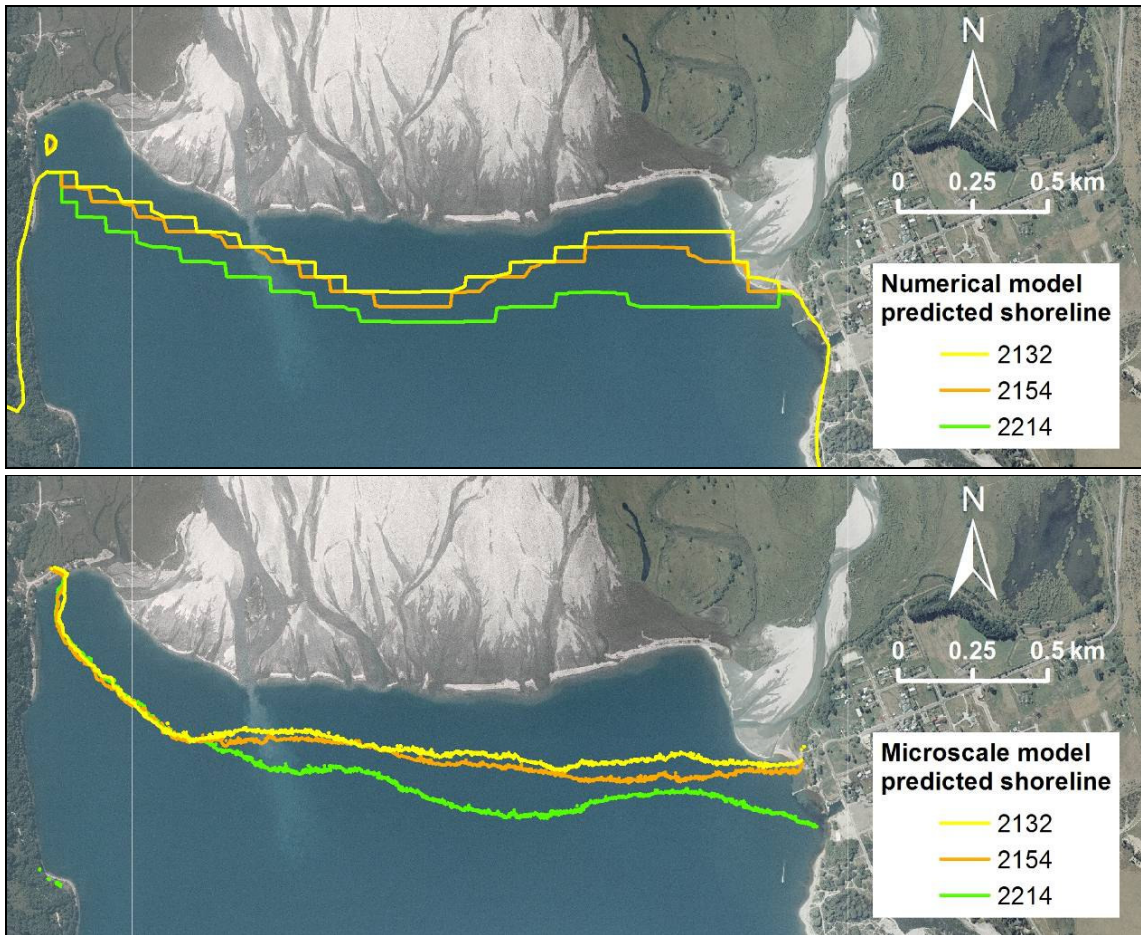 N
0 0.25 0.5 km
Numerical model
predicted shoreline
2132
2154
2214
N
0 0.25 0.5 km
Microscale model
predicted shoreline
2132
2154
2214